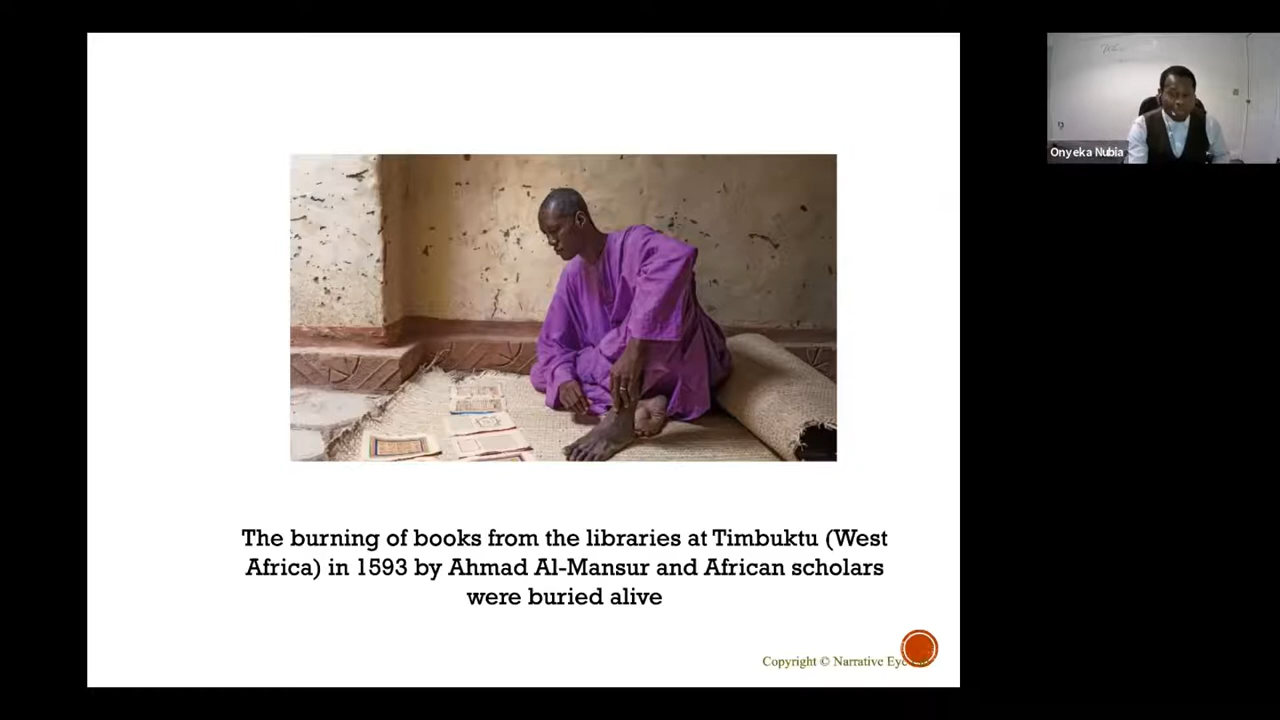 Onyeka Nubia
The burning of books from the libraries at Timbuktu (West
Africa) in 1593 by Ahmad Al-Mansur and African scholars
were buried alive
Copyright © Narrative Eye